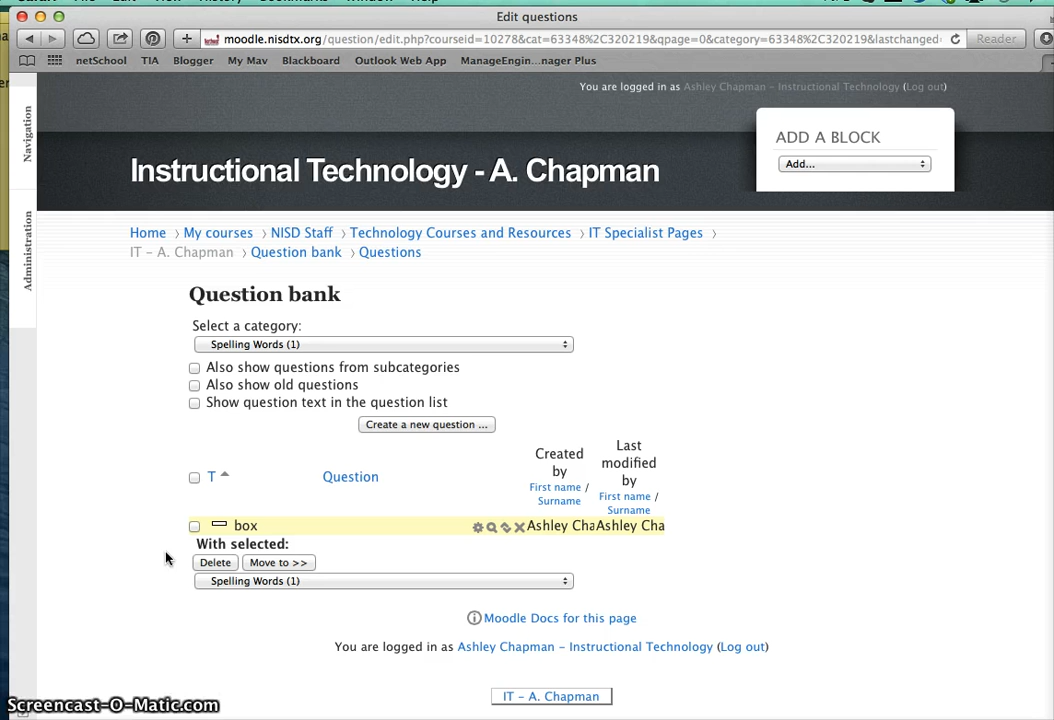 Edit questions
moodle.nisdtx.org/question/edit.php?courseid=10278&cat=63348%2C320219&qpage=0&category=63348%2C320219&lastchanged= Reader
netSchool TIA Blogger My Mav Blackboard Outlook Web App ManageEngin...nager Plus
You are logged in as Ashley Chapman - Instructional Technology (Log out)
Navigation
ADD A BLOCK
Add...
Instructional Technology - A. Chapman
Administration
Home › My courses › NISD Staff › Technology Courses and Resources › IT Specialist Pages ›
IT - A. Chapman › Question bank › Questions
Question bank
Select a category:
Spelling Words (1)
Also show questions from subcategories
Also show old questions
Show question text in the question list
Create a new question ...
T Question
Created by
First name / Surname
Last modified by
First name / Surname
box Ashley Cha Ashley Cha
With selected:
Delete Move to >>
Spelling Words (1)
Moodle Docs for this page
You are logged in as Ashley Chapman - Instructional Technology (Log out)
IT - A. Chapman
Screencast-O-Matic.com